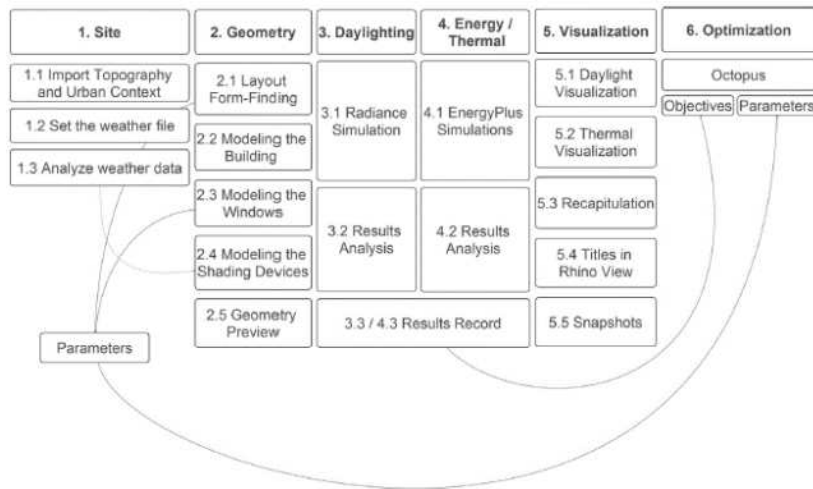 1. Site
2. Geometry
3. Daylighting
4. Energy /
Thermal
5. Visualization
6. Optimization
1.1 Import Topography
and Urban Context
1.2 Set the weather file
1.3 Analyze weather data
2.1 Layout
Form-Finding
2.2 Modeling the
Building
2.3 Modeling the
Windows
2.4 Modeling the
Shading Devices
2.5 Geometry
Preview
3.1 Radiance
Simulation
3.2 Results
Analysis
4.1 EnergyPlus
Simulations
4.2 Results
Analysis
3.3 / 4.3 Results Record
5.1 Daylight
Visualization
5.2 Thermal
Visualization
5.3 Recapitulation
5.4 Titles in
Rhino View
5.5 Snapshots
Octopus
Objectives
Parameters
Parameters